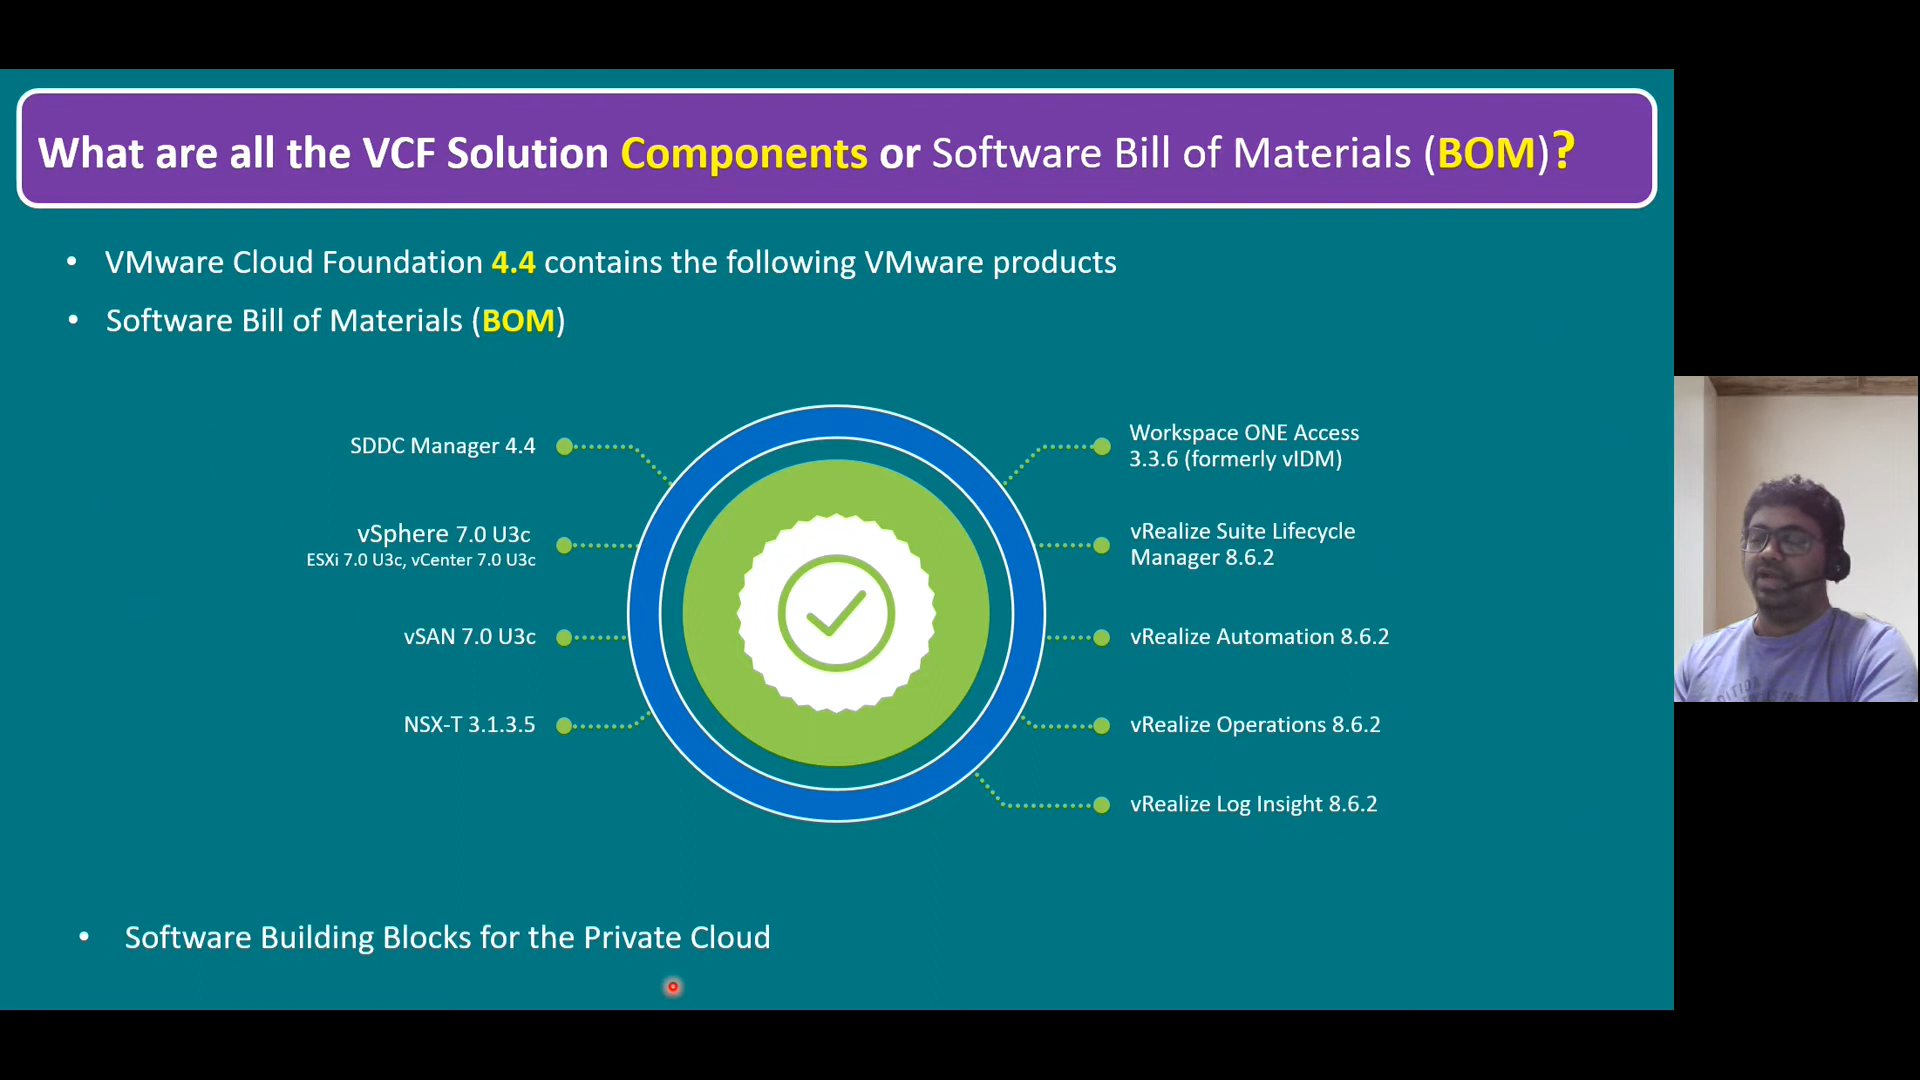 What are all the VCF Solution Components or Software Bill of Materials (BOM)?
• VMware Cloud Foundation 4.4 contains the following VMware products
• Software Bill of Materials (BOM)
SDDC Manager 4.4
vSphere 7.0 U3c
ESXi 7.0 U3c, vCenter 7.0 U3c
vSAN 7.0 U3c
NSX-T 3.1.3.5
Workspace ONE Access
3.3.6 (formerly vIDM)
vRealize Suite Lifecycle
Manager 8.6.2
vRealize Automation 8.6.2
vRealize Operations 8.6.2
vRealize Log Insight 8.6.2
• Software Building Blocks for the Private Cloud